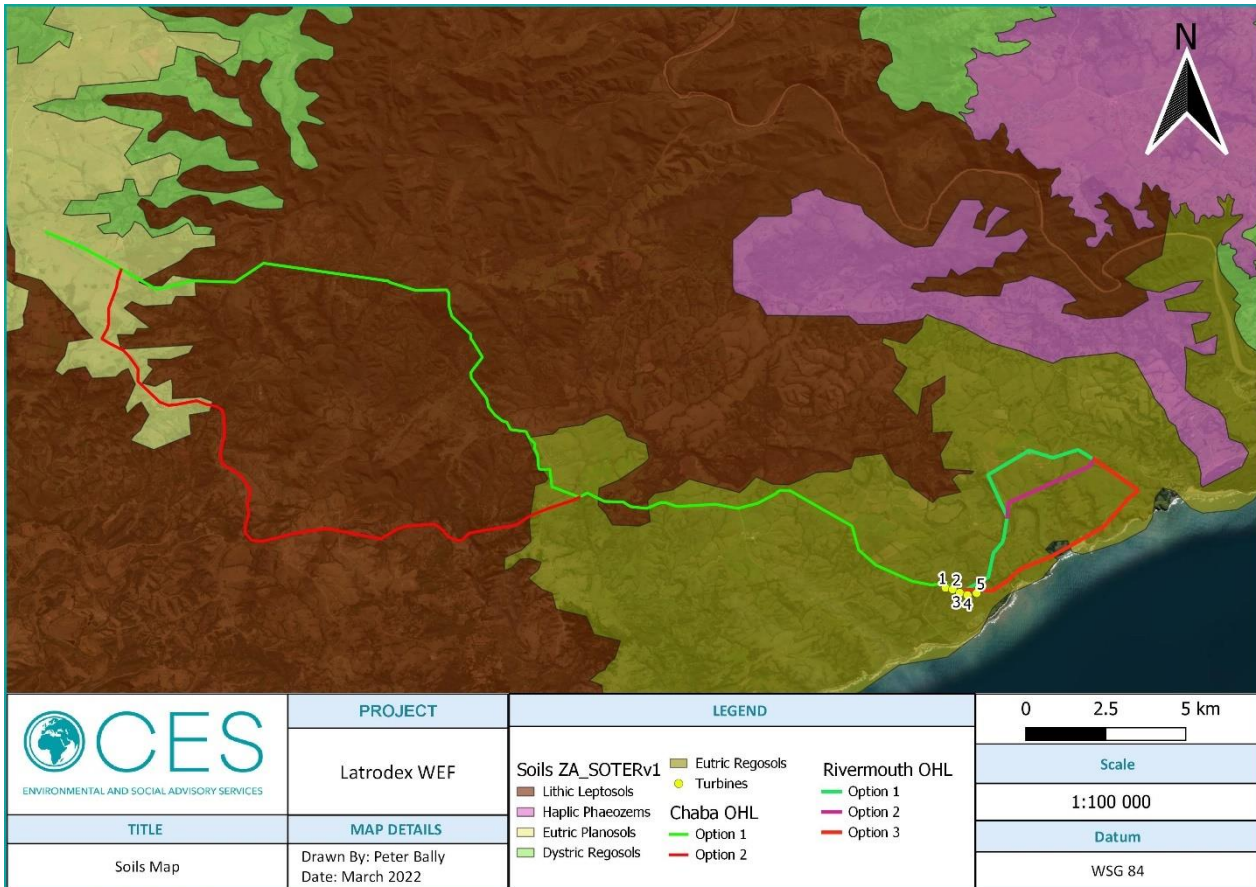 N
1
2
3
4
5
CES
ENVIRONMENTAL AND SOCIAL ADVISORY SERVICES
TITLE
Soils Map
PROJECT
Latrodex WEF
MAP DETAILS
Drawn By: Peter Bally
Date: March 2022
LEGEND
Soils ZA_SOTERv1
Lithic Leptosols
Haplic Phaeozems
Eutric Planosols
Dystric Regosols
Eutric Regosols
Turbines
Chaba OHL
Option 1
Option 2
Rivermouth OHL
Option 1
Option 2
Option 3
0 2.5 5 km
Scale
1:100 000
Datum
WSG 84